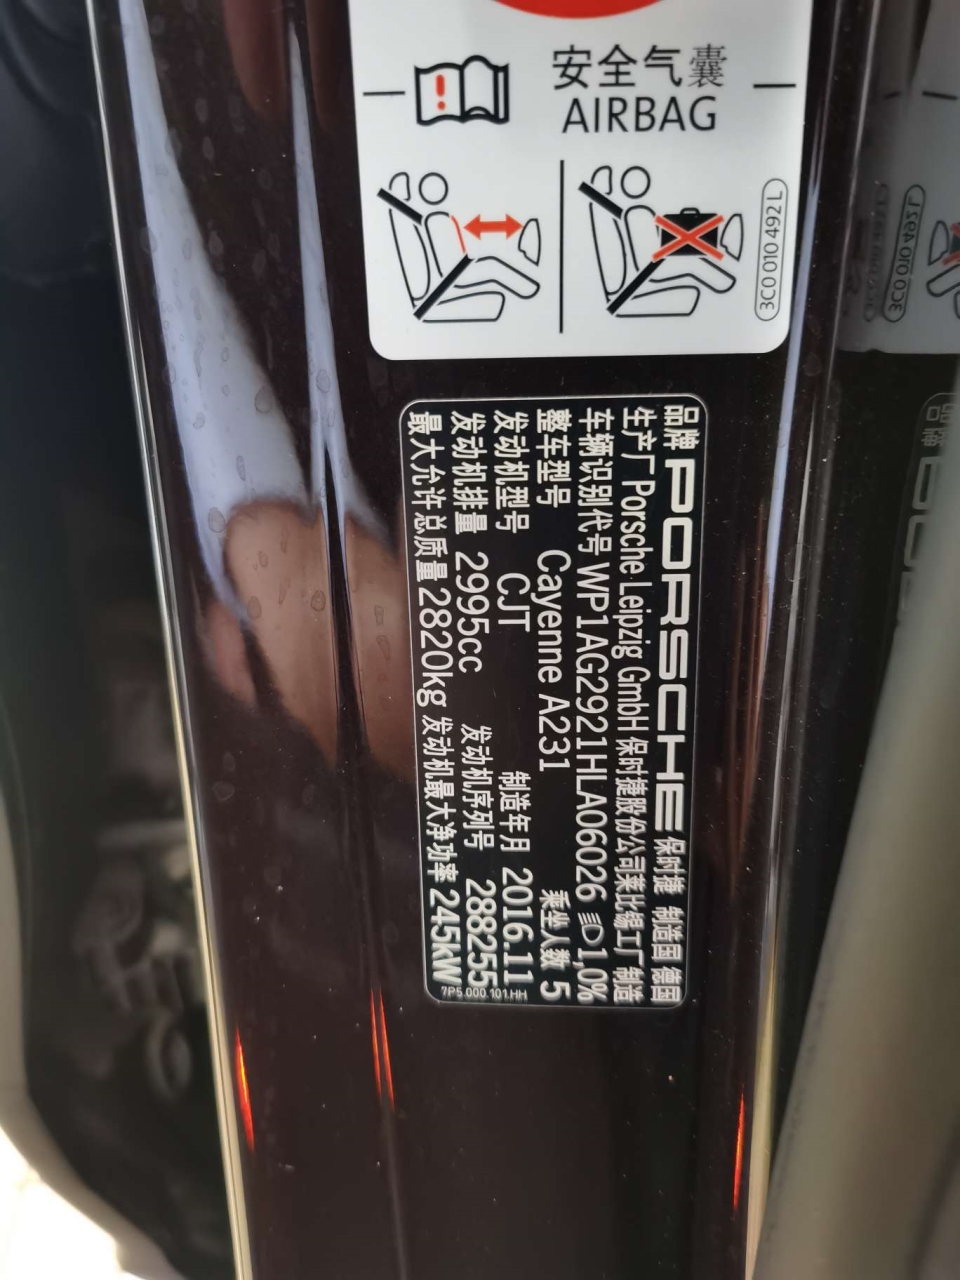 安全气囊
AIRBAG
3C0 010 492 L
品牌 PORSCHE 保时捷 制造国 德国
生产厂 Porsche Leipzig GmbH 保时捷股份公司莱比锡工厂 制造
车辆识别代号 WP1AG2921HLA06026 1,0%
整车型号 Cayenne A231 乘坐人数 5
发动机型号 CJT 制造年月 2016.11
发动机排量 2995cc 发动机序列号 288255
最大允许总质量 2820kg 发动机最大净功率 245kW
7P5.000.101.HH
3C0 010 492 L
品牌